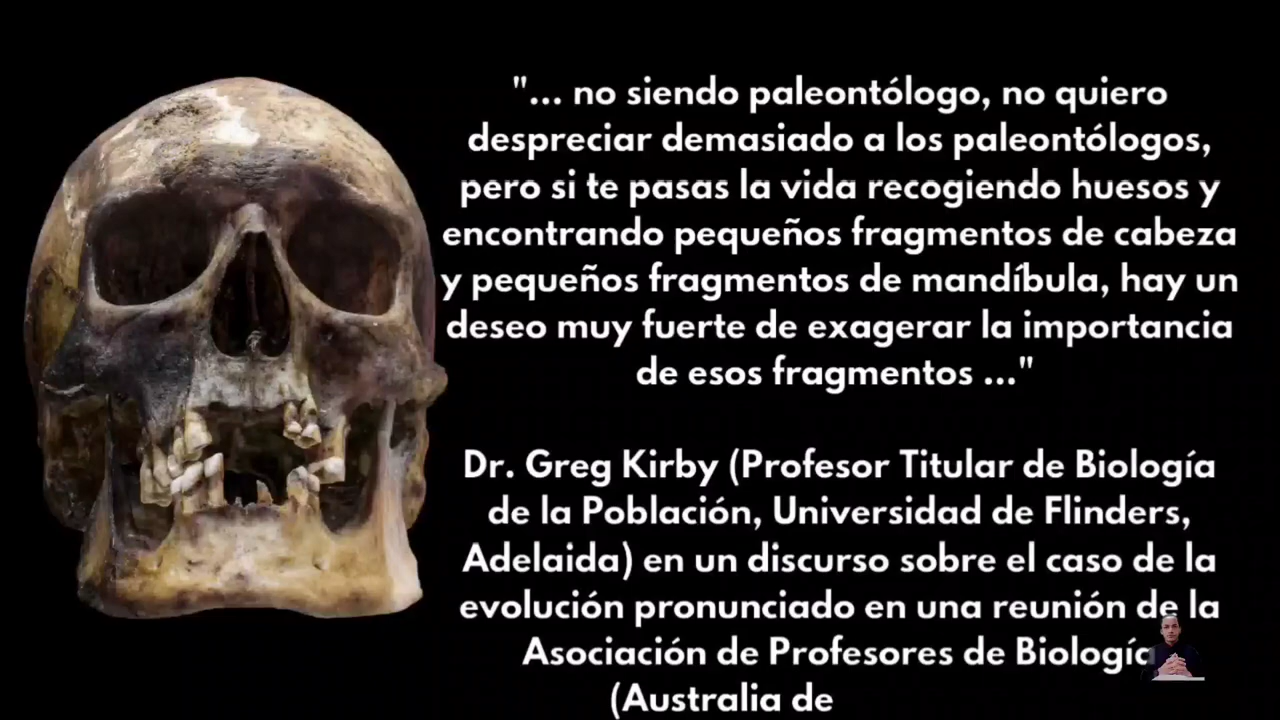 "... no siendo paleontólogo, no quiero
despreciar demasiado a los paleontólogos,
pero si te pasas la vida recogiendo huesos y
encontrando pequeños fragmentos de cabeza
y pequeños fragmentos de mandíbula, hay un
deseo muy fuerte de exagerar la importancia
de esos fragmentos ..."
Dr. Greg Kirby (Profesor Titular de Biología
de la Población, Universidad de Flinders,
Adelaida) en un discurso sobre el caso de la
evolución pronunciado en una reunión de la
Asociación de Profesores de Biología
(Australia de